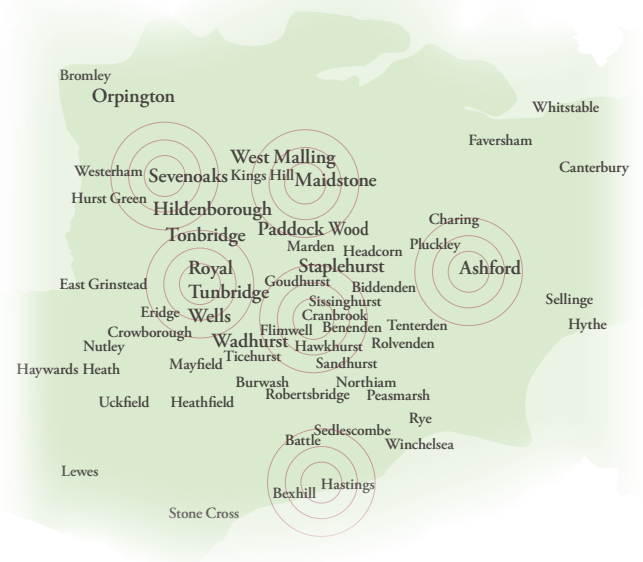 Bromley
Orpington
Whitstable
Faversham
West Malling
Canterbury
Westerham
Sevenoaks
Kings Hill
Maidstone
Hurst Green
Hildenborough
Charing
Paddock Wood
Tonbridge
Marden
Pluckley
Headcorn
Royal
Tunbridge
Wells
Staplehurst
Ashford
Goudhurst
East Grinstead
Biddenden
Sissinghurst
Sellinge
Eridge
Cranbrook
Hythe
Flimwell
Benenden
Tenterden
Crowborough
Wadhurst
Nutley
Hawkhurst
Rolvenden
Ticehurst
Mayfield
Sandhurst
Haywards Heath
Burwash
Northiam
Robertsbridge
Peasmarsh
Uckfield
Heathfield
Rye
Sedlescombe
Battle
Winchelsea
Lewes
Hastings
Bexhill
Stone Cross